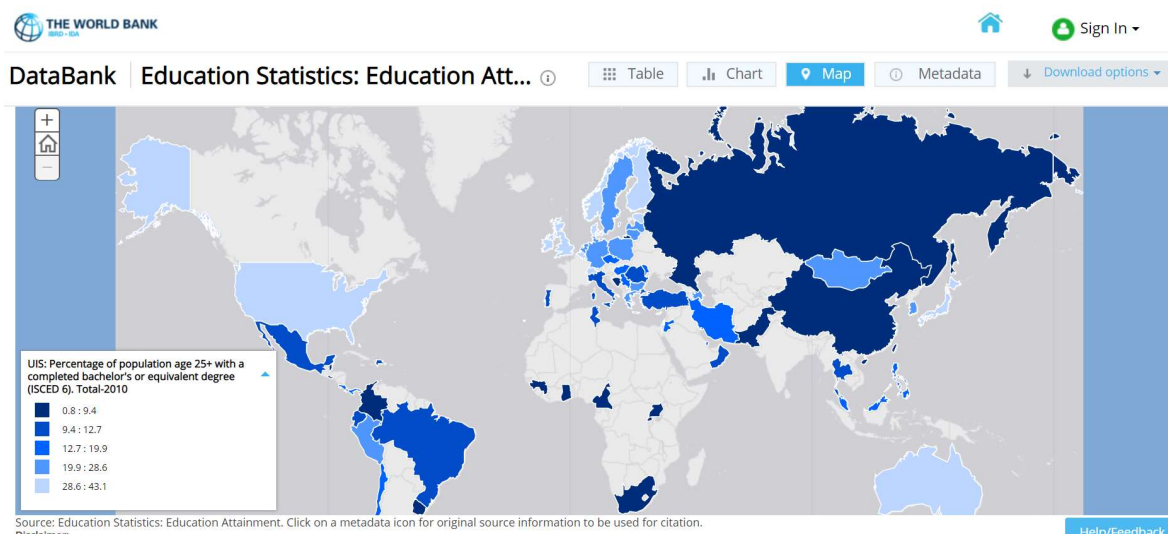 THE WORLD BANK
IBRD • IDA
Sign In
DataBank
Education Statistics: Education Att...
Table
Chart
Map
Metadata
Download options
+
−
UIS: Percentage of population age 25+ with a
completed bachelor's or equivalent degree
(ISCED 6). Total-2010
0.8 : 9.4
9.4 : 12.7
12.7 : 19.9
19.9 : 28.6
28.6 : 43.1
Source: Education Statistics: Education Attainment. Click on a metadata icon for original source information to be used for citation.
Help/Feedback